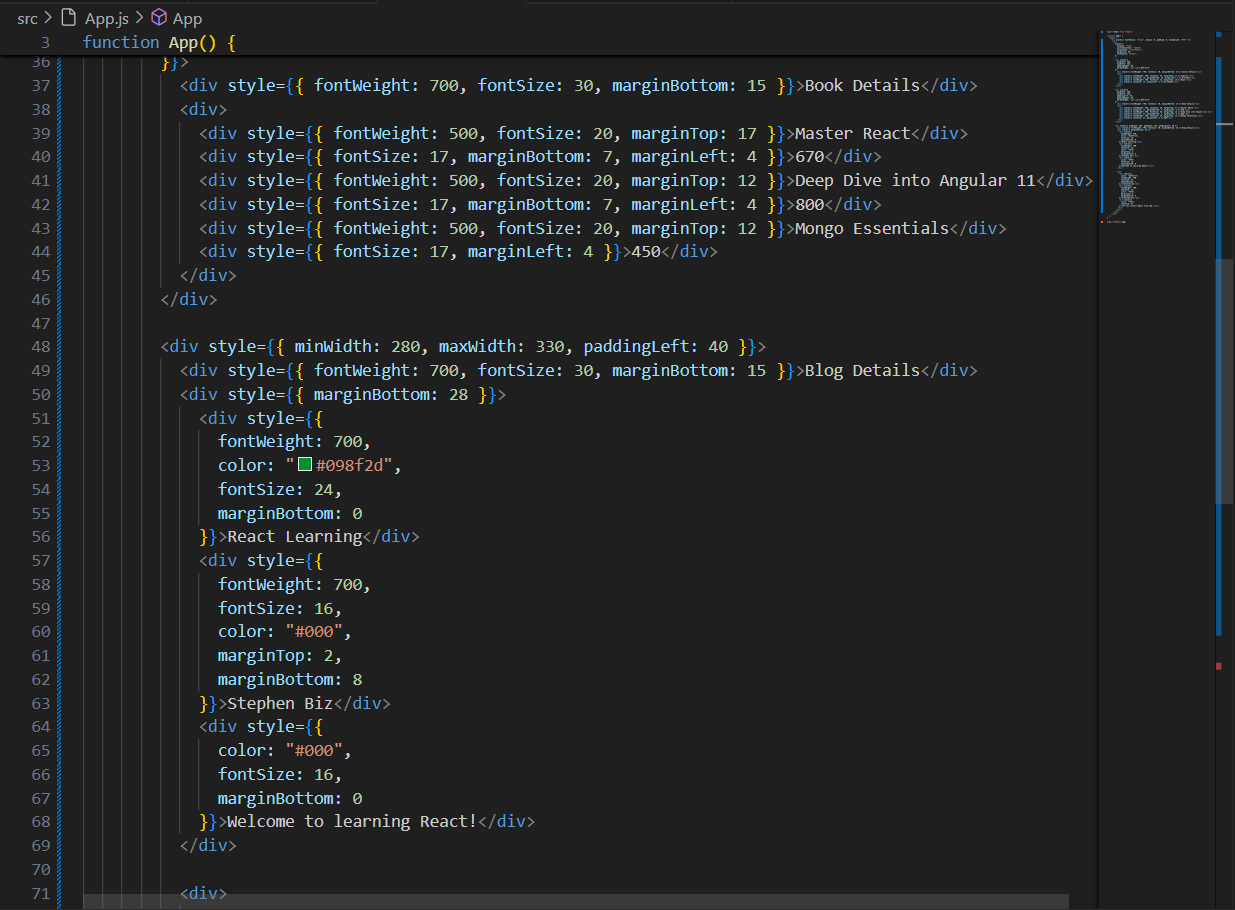 src > App.js > App
3 function App() {
36 }}>
37 <div style={{ fontWeight: 700, fontSize: 30, marginBottom: 15 }}>Book Details</div>
38 <div>
39 <div style={{ fontWeight: 500, fontSize: 20, marginTop: 17 }}>Master React</div>
40 <div style={{ fontSize: 17, marginBottom: 7, marginLeft: 4 }}>670</div>
41 <div style={{ fontWeight: 500, fontSize: 20, marginTop: 12 }}>Deep Dive into Angular 11</div>
42 <div style={{ fontSize: 17, marginBottom: 7, marginLeft: 4 }}>800</div>
43 <div style={{ fontWeight: 500, fontSize: 20, marginTop: 12 }}>Mongo Essentials</div>
44 <div style={{ fontSize: 17, marginLeft: 4 }}>450</div>
45 </div>
46 </div>
47
48 <div style={{ minWidth: 280, maxWidth: 330, paddingLeft: 40 }}>
49 <div style={{ fontWeight: 700, fontSize: 30, marginBottom: 15 }}>Blog Details</div>
50 <div style={{ marginBottom: 28 }}>
51 <div style={{
52 fontWeight: 700,
53 color: "#098f2d",
54 fontSize: 24,
55 marginBottom: 0
56 }}>React Learning</div>
57 <div style={{
58 fontWeight: 700,
59 fontSize: 16,
60 color: "#000",
61 marginTop: 2,
62 marginBottom: 8
63 }}>Stephen Biz</div>
64 <div style={{
65 color: "#000",
66 fontSize: 16,
67 marginBottom: 0
68 }}>Welcome to learning React!</div>
69 </div>
70
71 <div>